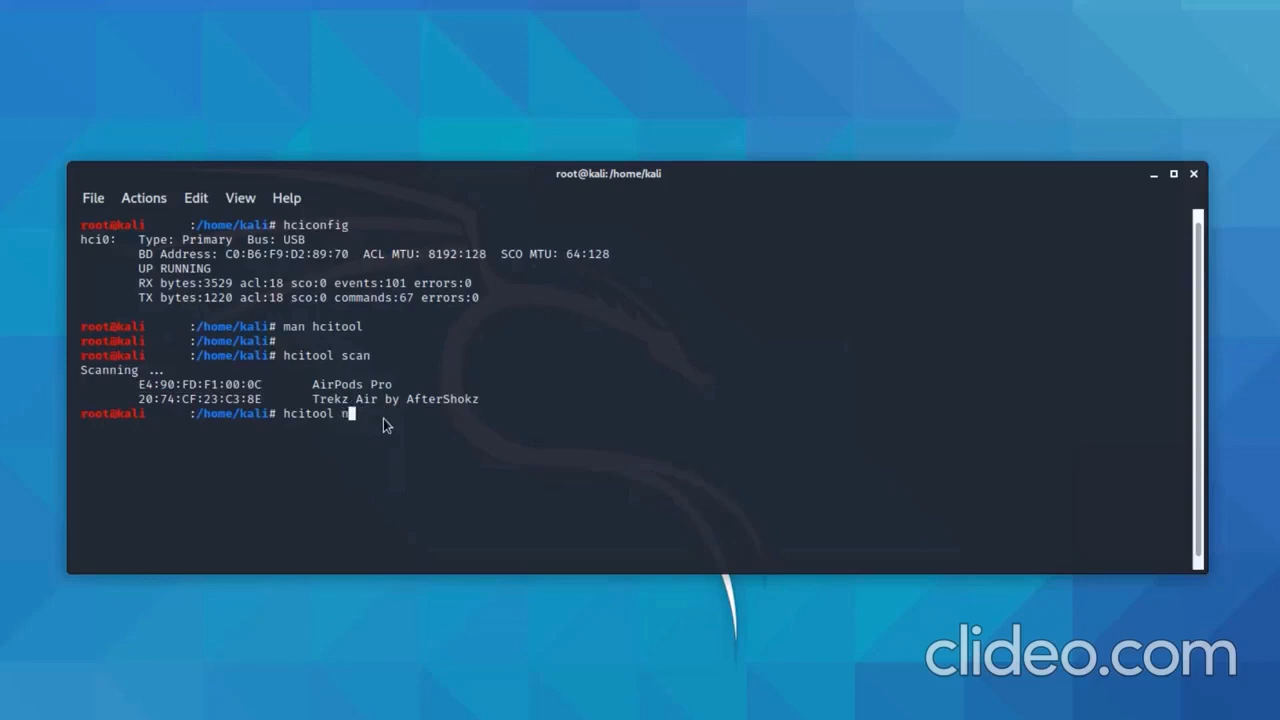 root@kali:/home/kali
File Actions Edit View Help
root@kali :/home/kali# hciconfig
hci0: Type: Primary Bus: USB
BD Address: C0:B6:F9:D2:89:70 ACL MTU: 8192:128 SCO MTU: 64:128
UP RUNNING
RX bytes:3529 acl:18 sco:0 events:101 errors:0
TX bytes:1220 acl:18 sco:0 commands:67 errors:0
root@kali :/home/kali# man hcitool
root@kali :/home/kali#
root@kali :/home/kali# hcitool scan
Scanning ...
E4:90:FD:F1:00:0C AirPods Pro
20:74:CF:23:C3:8E Trekz Air by AfterShokz
root@kali :/home/kali# hcitool n
clideo.com